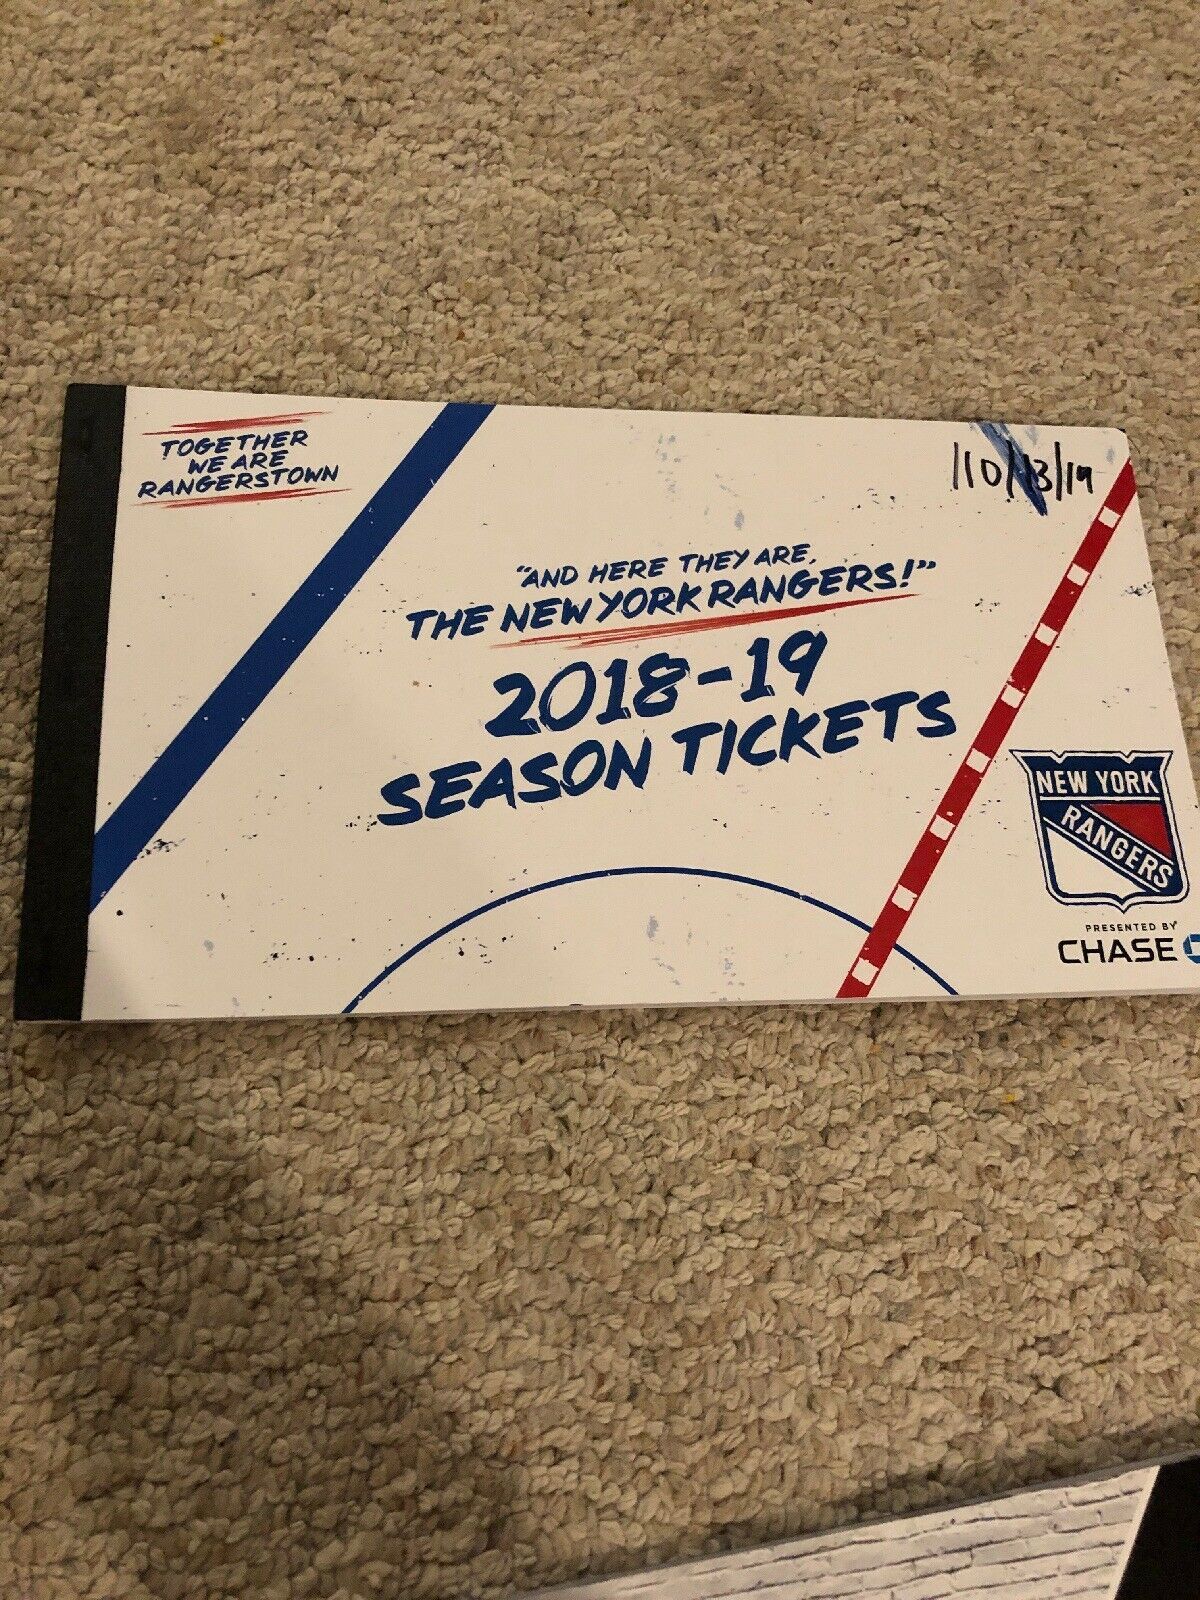 TOGETHER
WE ARE
RANGERSTOWN
110/13/19
"AND HERE THEY ARE,
THE NEW YORK RANGERS!"
2018-19
SEASON TICKETS
NEW YORK
RANGERS
PRESENTED BY
CHASE